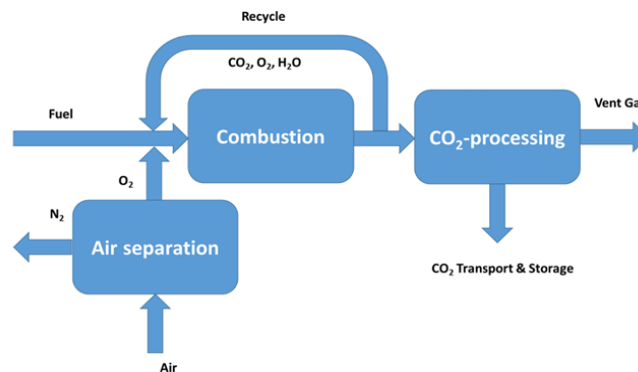 Recycle
CO₂, O₂, H₂O
Fuel
Combustion
CO₂-processing
Vent Ga
O₂
N₂
Air separation
CO₂ Transport & Storage
Air